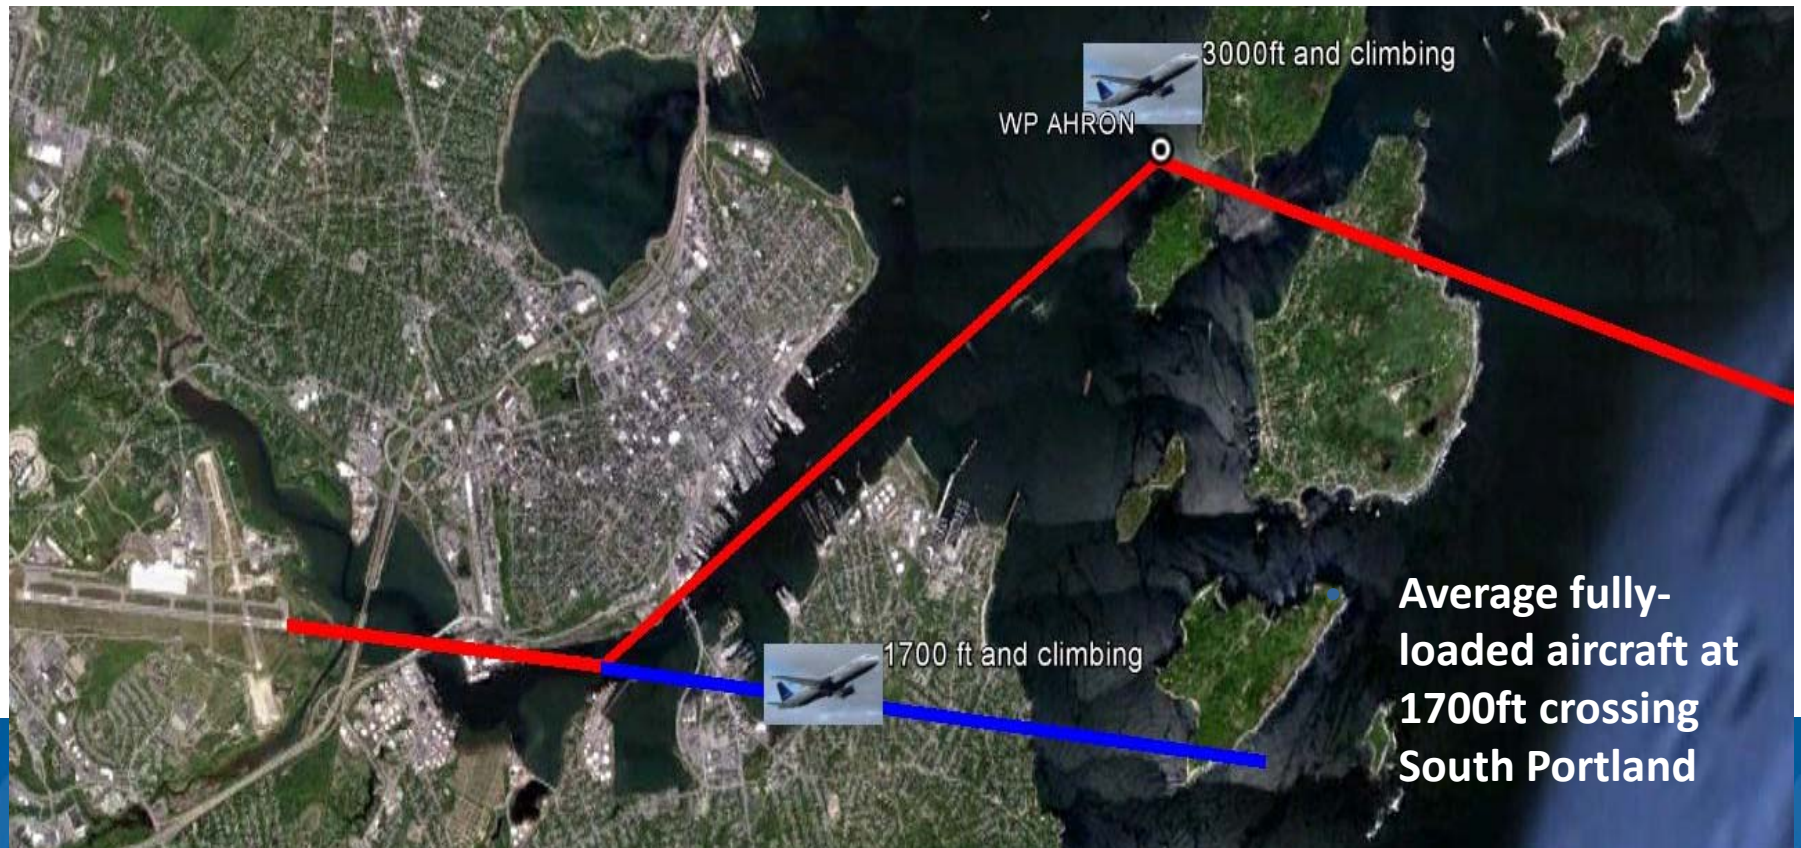 3000ft and climbing
WP AHRON
1700 ft and climbing
Average fully-
loaded aircraft at
1700ft crossing
South Portland